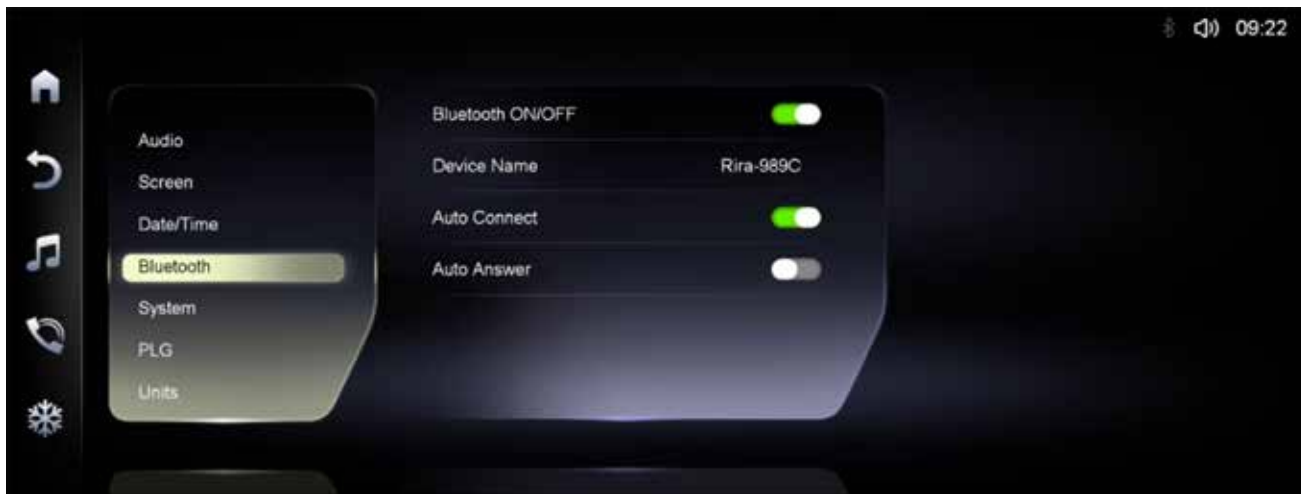 09:22
Audio
Screen
Date/Time
Bluetooth
System
PLG
Units
Bluetooth ON/OFF
Device Name Rira-989C
Auto Connect
Auto Answer